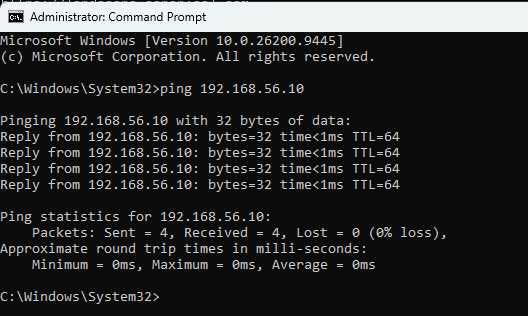 Administrator: Command Prompt
Microsoft Windows [Version 10.0.26200.9445]
(c) Microsoft Corporation. All rights reserved.
C:\Windows\System32>ping 192.168.56.10
Pinging 192.168.56.10 with 32 bytes of data:
Reply from 192.168.56.10: bytes=32 time<1ms TTL=64
Reply from 192.168.56.10: bytes=32 time<1ms TTL=64
Reply from 192.168.56.10: bytes=32 time<1ms TTL=64
Reply from 192.168.56.10: bytes=32 time<1ms TTL=64
Ping statistics for 192.168.56.10:
    Packets: Sent = 4, Received = 4, Lost = 0 (0% loss),
Approximate round trip times in milli-seconds:
    Minimum = 0ms, Maximum = 0ms, Average = 0ms
C:\Windows\System32>